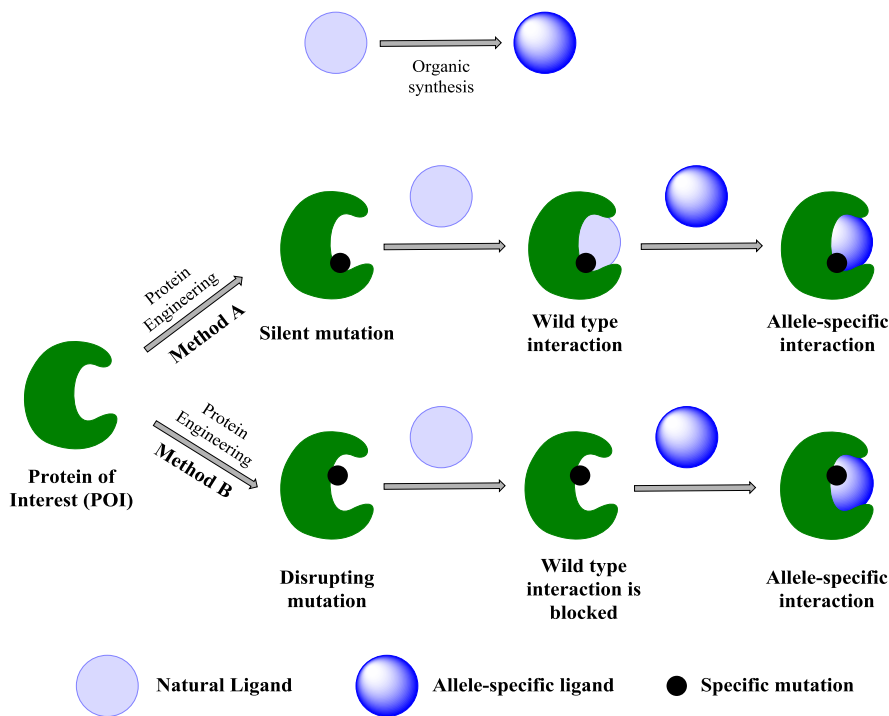 Organic
synthesis
Protein
Engineering
Method A
Silent mutation
Wild type
interaction
Allele-specific
interaction
Protein of
Interest (POI)
Protein
Engineering
Method B
Disrupting
mutation
Wild type
interaction is
blocked
Allele-specific
interaction
Natural Ligand
Allele-specific ligand
Specific mutation